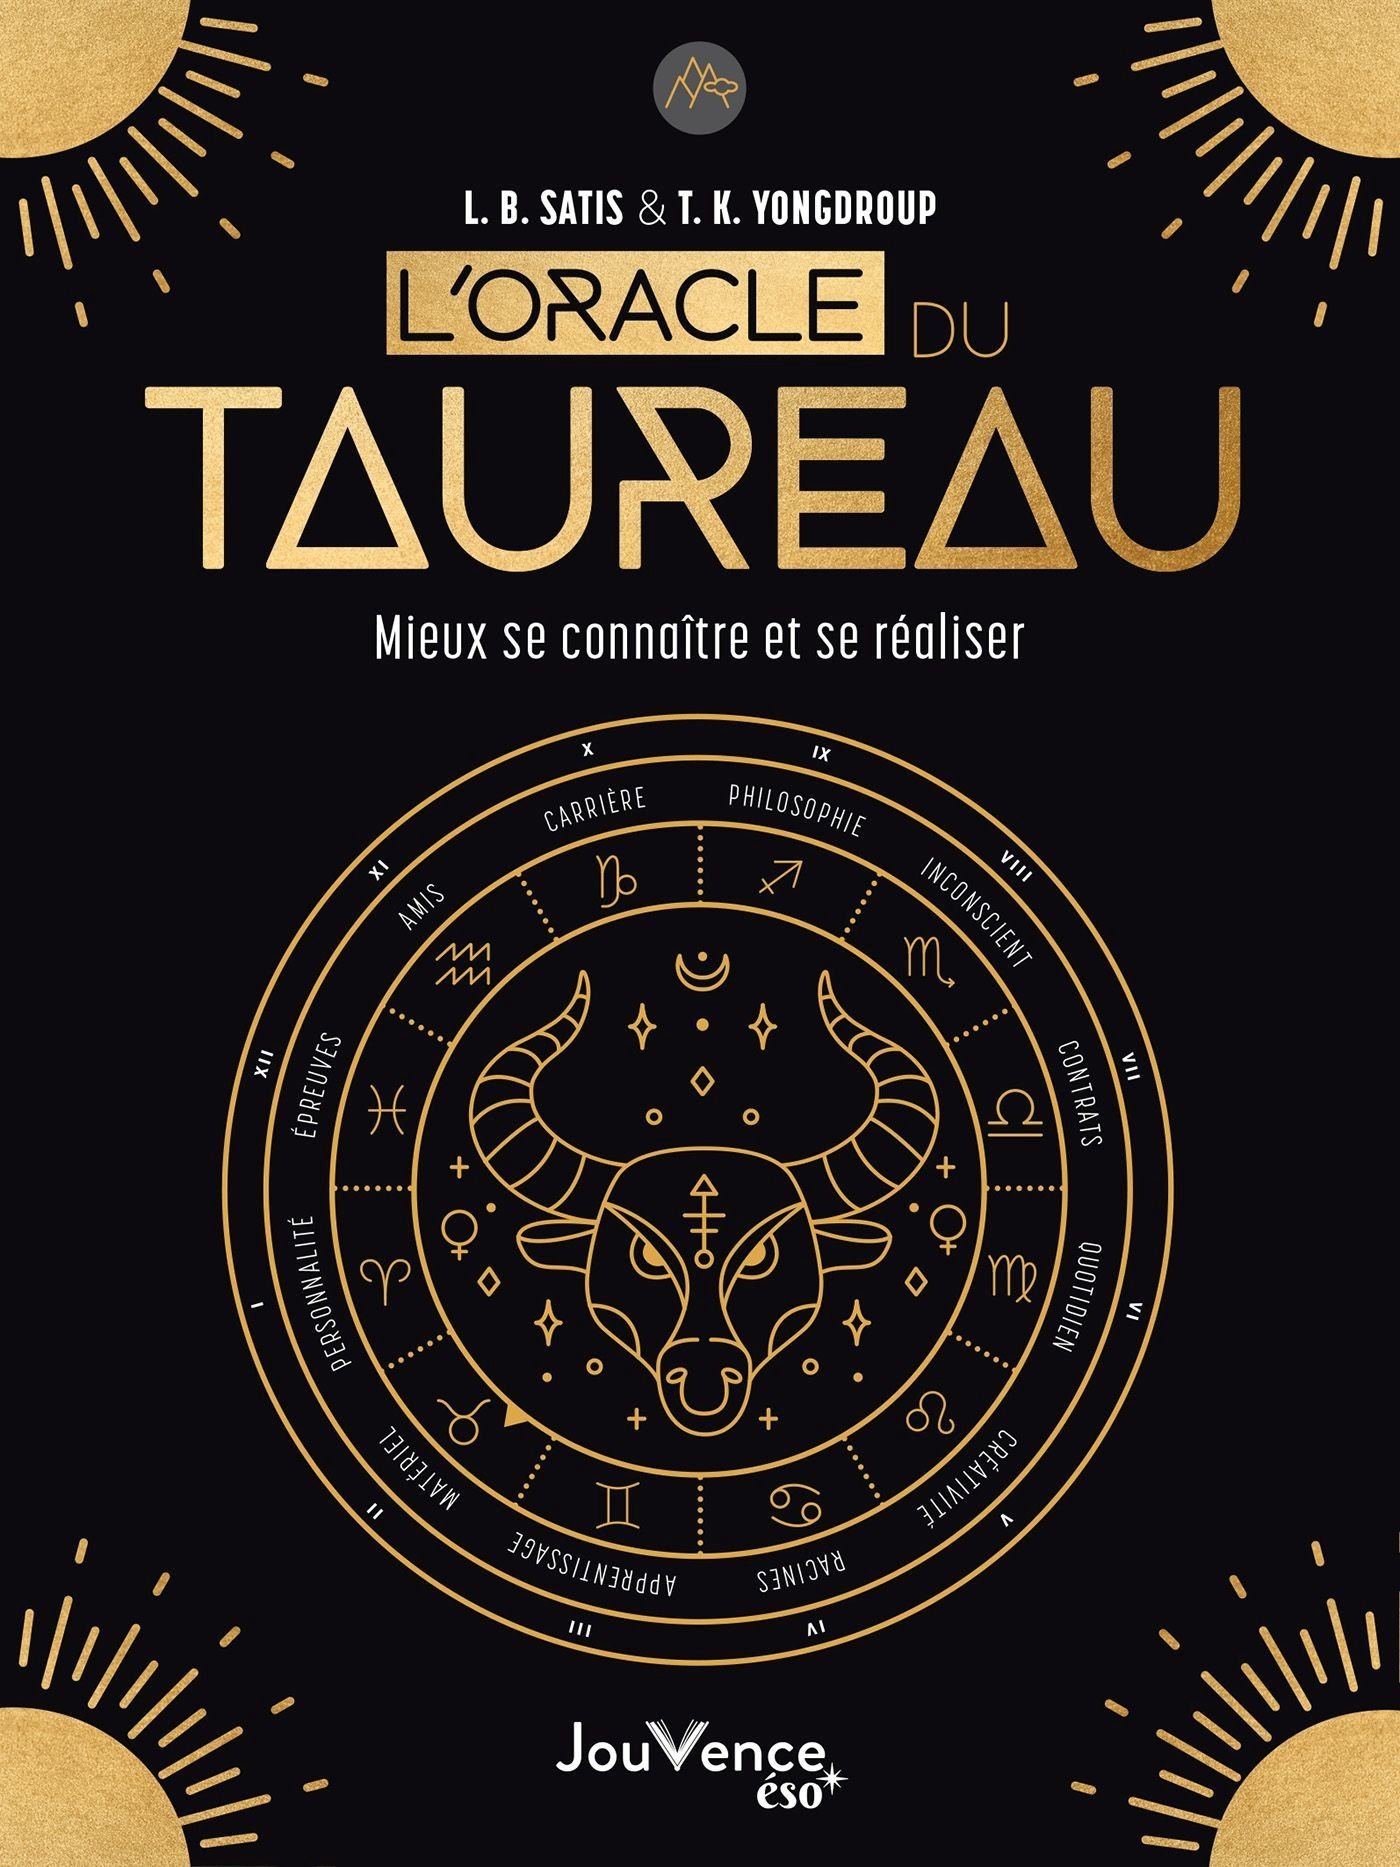 L. B. SATIS & T. K. YONGDROUP
L'ORACLE DU
TAUREAU
Mieux se connaître et se réaliser
X
IX
CARRIÈRE
PHILOSOPHIE
XI
VIII
AMIS
INCONSCIENT
XII
VII
ÉPREUVES
CONTRATS
PERSONNALITÉ
QUOTIDIEN
I
VI
MATÉRIEL
CRÉATIVITÉ
II
V
APPRENTISSAGE
RACINES
III
IV
JouVence
éso